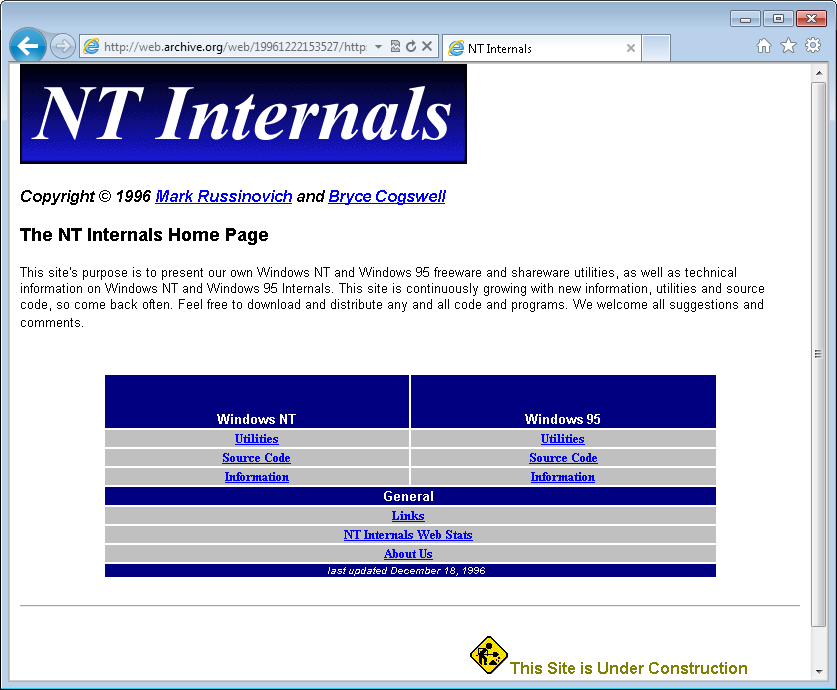 http://web.archive.org/web/19961222153527/http:
NT Internals
NT Internals
Copyright © 1996 Mark Russinovich and Bryce Cogswell
The NT Internals Home Page
This site's purpose is to present our own Windows NT and Windows 95 freeware and shareware utilities, as well as technical
information on Windows NT and Windows 95 Internals. This site is continuously growing with new information, utilities and source
code, so come back often. Feel free to download and distribute any and all code and programs. We welcome all suggestions and
comments.
Windows NT Windows 95
Utilities Utilities
Source Code Source Code
Information Information
General
Links
NT Internals Web Stats
About Us
last updated December 18, 1996
This Site is Under Construction